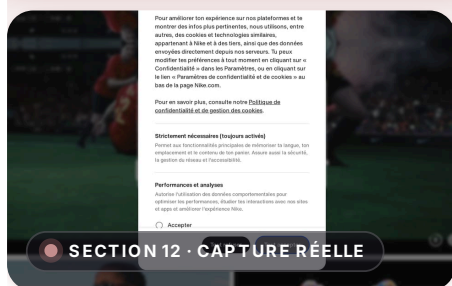 Pour améliorer ton expérience sur nos plateformes et te
montrer des infos plus pertinentes, nous utilisons, entre
autres, des cookies et technologies similaires,
appartenant à Nike et à des tiers, ainsi que des données
envoyées directement depuis nos serveurs. Tu peux
modifier tes préférences à tout moment en cliquant sur «
Confidentialité » dans les Paramètres, ou en cliquant sur
le lien « Paramètres de confidentialité et de cookies » au
bas de la page Nike.com.
Pour en savoir plus, consulte notre Politique de
confidentialité et de gestion des cookies.
Strictement nécessaires (toujours activés)
Permet aux fonctionnalités principales de mémoriser ta langue, ton
emplacement et le contenu de ton panier. Assure aussi la sécurité,
la gestion du réseau et l'accessibilité.
Performances et analyses
Autorise l'utilisation des données comportementales pour
optimiser les performances, étudier tes interactions avec nos sites
et apps et améliorer l'expérience Nike.
Accepter
SECTION 12 · CAPTURE RÉELLE